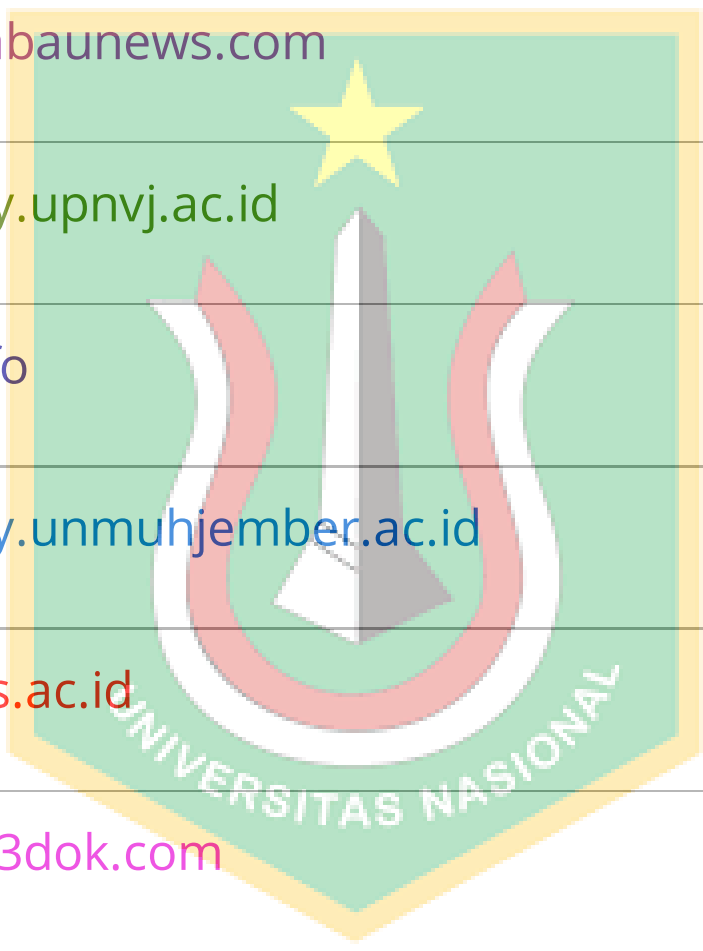 baunews.com
y.upnvj.ac.id
o
y.unmuhjember.ac.id
s.ac.id
UNIVERSITAS NASIONAL
3dok.com